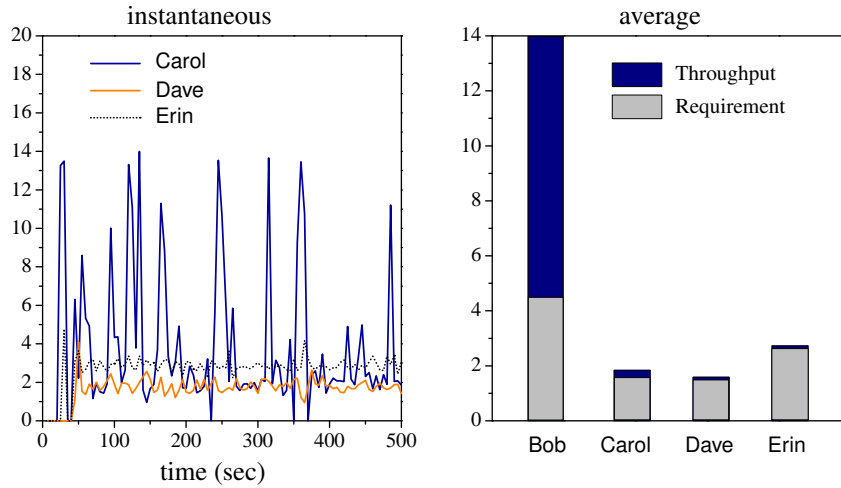 instantaneous
20
18
16
14
12
10
8
6
4
2
0
Carol
Dave
Erin
0 100 200 300 400 500
time (sec)
average
14
12
10
8
6
4
2
0
Throughput
Requirement
Bob Carol Dave Erin